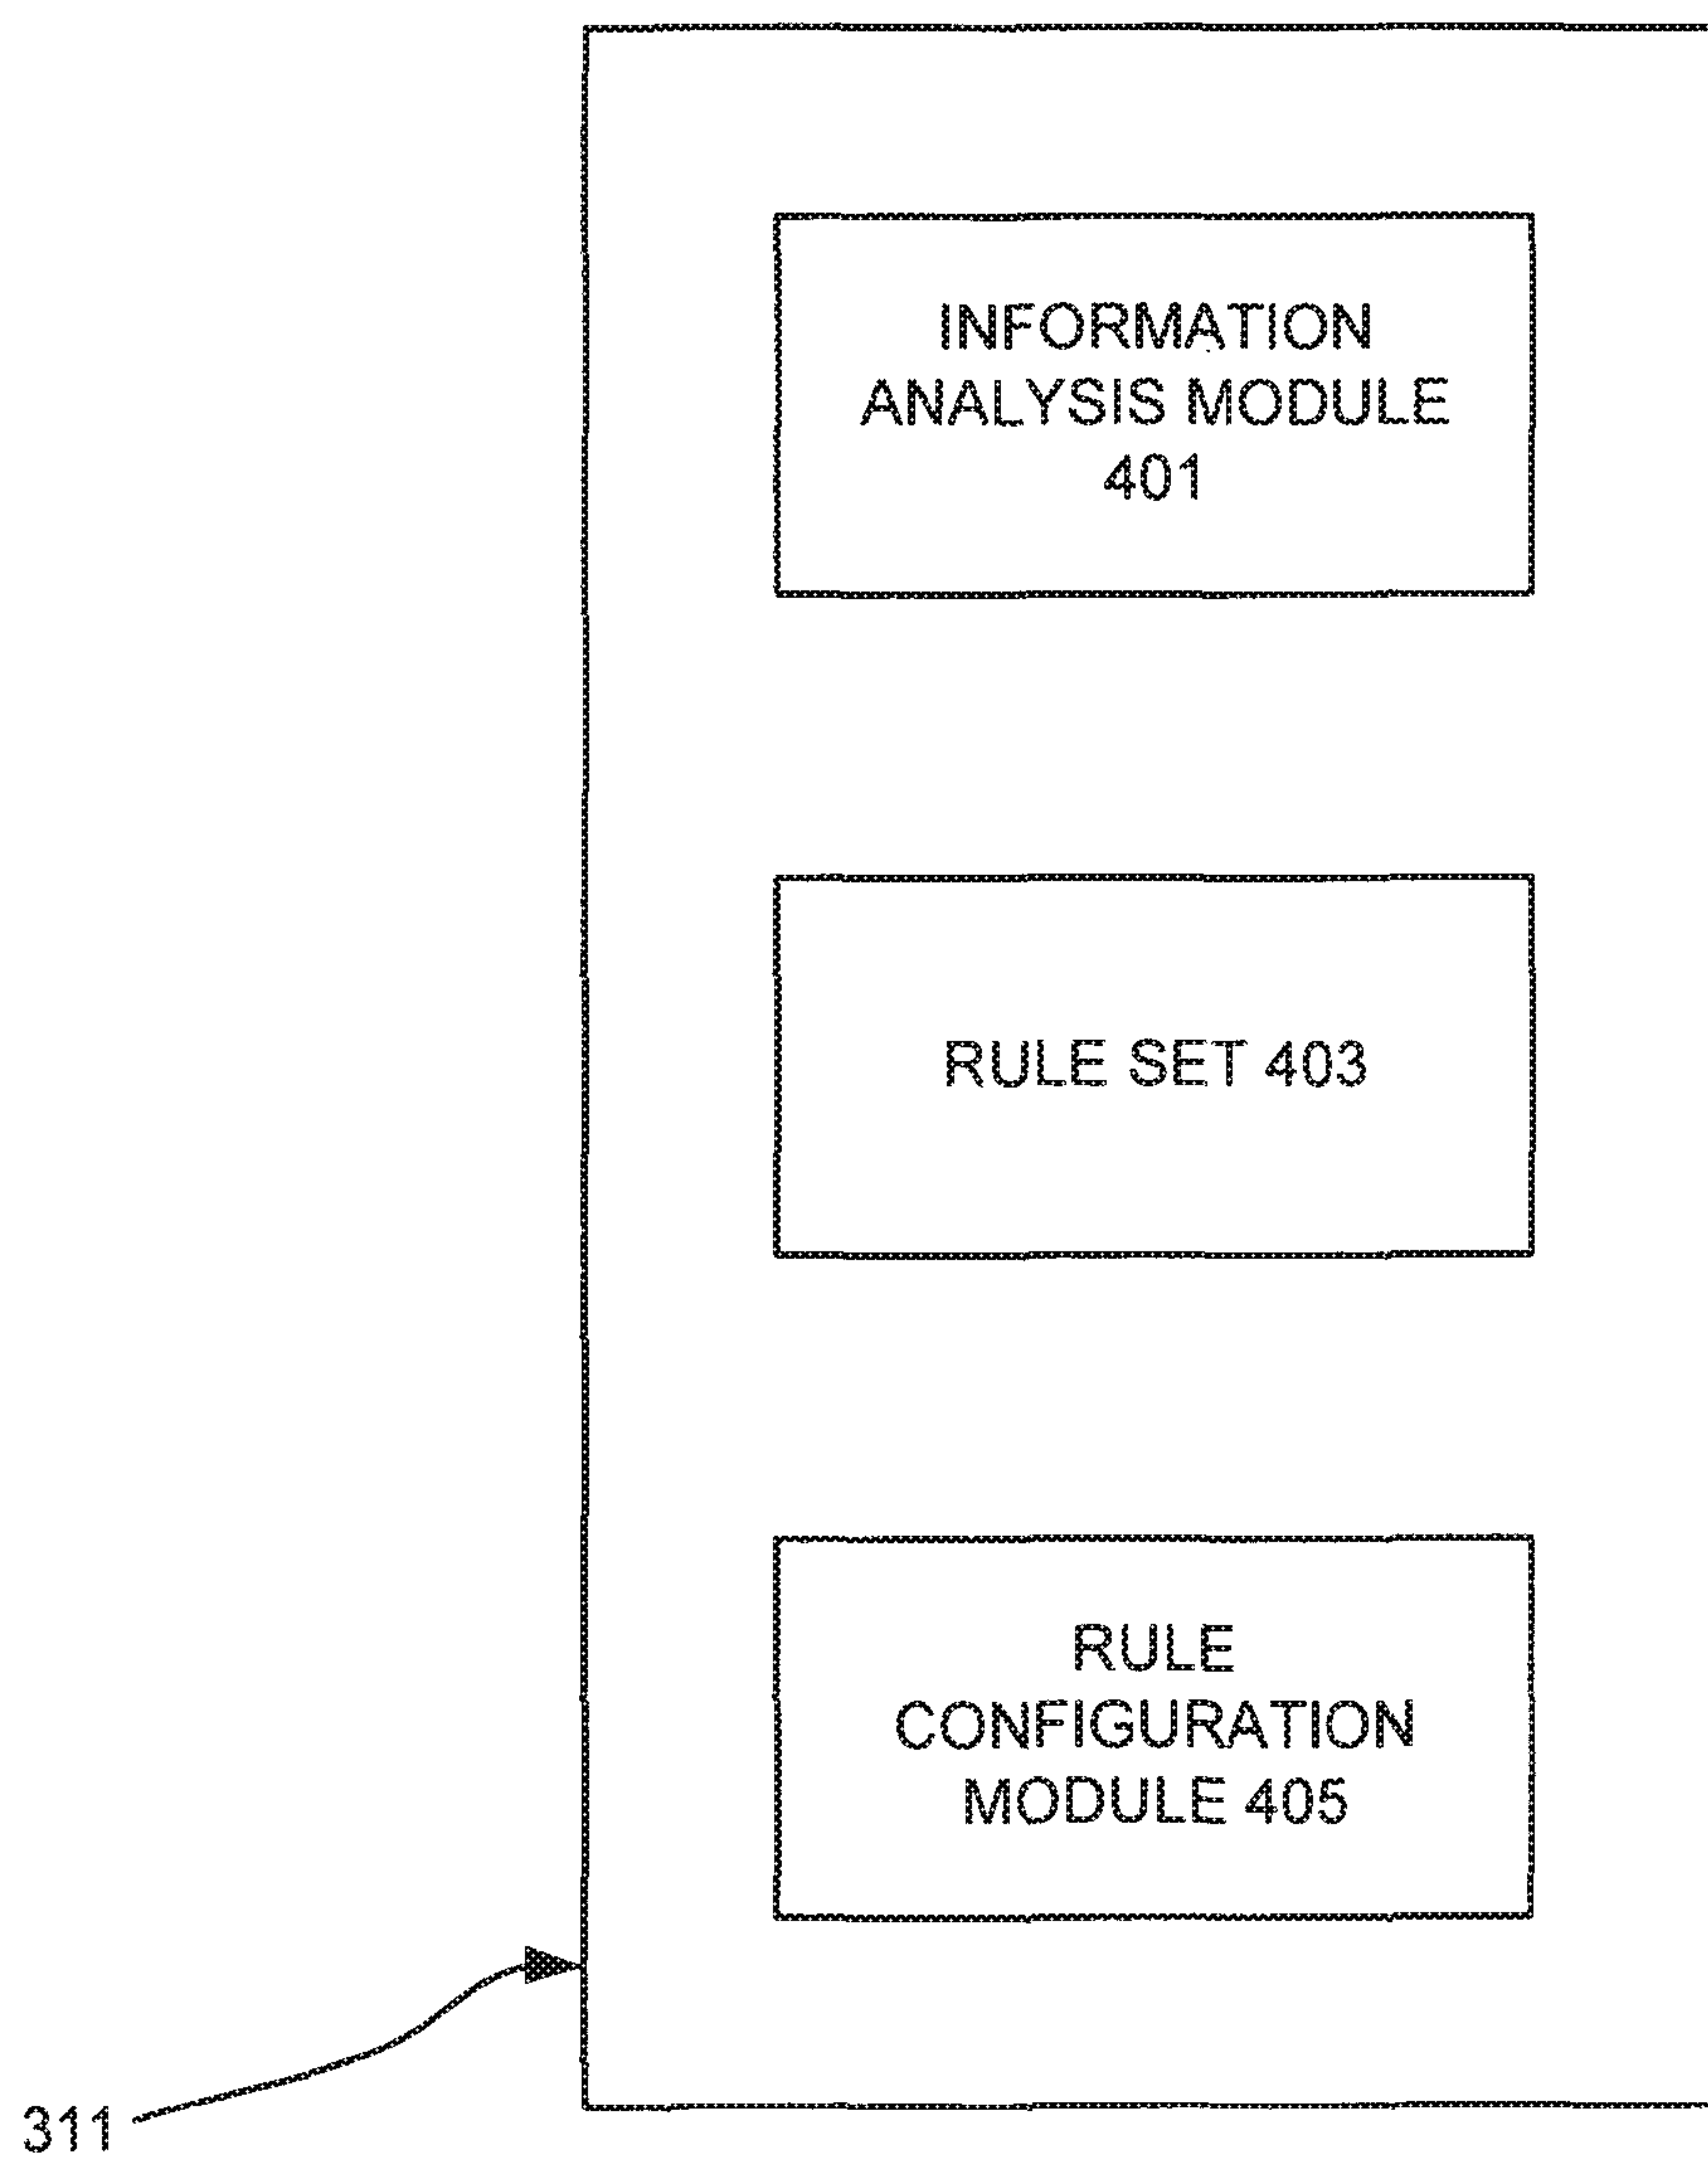 INFORMATION
ANALYSIS MODULE
401
RULE SET 403
RULE
CONFIGURATION
MODULE 405
311